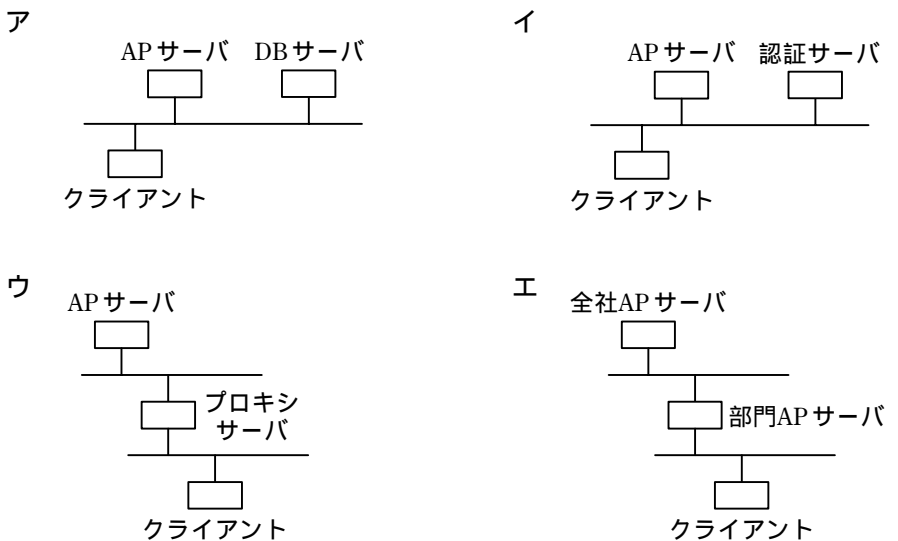 ア
APサーバ DBサーバ
クライアント
イ
APサーバ 認証サーバ
クライアント
ウ
APサーバ
プロキシ
サーバ
クライアント
エ
全社APサーバ
部門APサーバ
クライアント